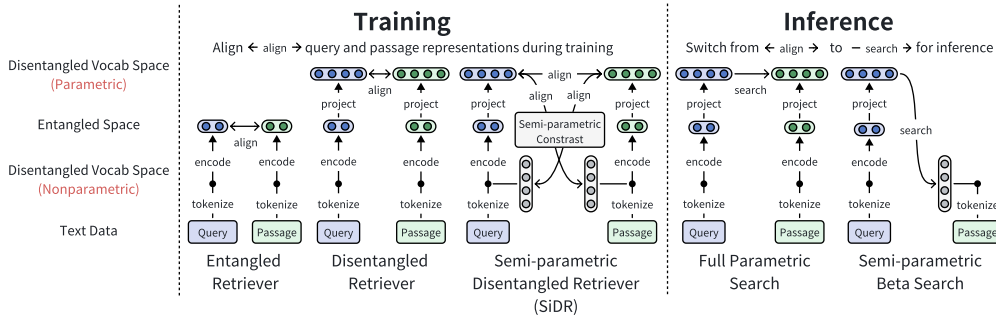 Training
Inference
Align ← align → query and passage representations during training
Switch from ← align → to — search → for inference
Disentangled Vocab Space
(Parametric)
align
align
align
align
search
project
project
project
project
project
project
project
Entangled Space
align
Semi-parametric
Constrast
search
Disentangled Vocab Space
(Nonparametric)
encode
encode
encode
encode
encode
encode
encode
encode
encode
tokenize
tokenize
tokenize
tokenize
tokenize
tokenize
tokenize
tokenize
tokenize
tokenize
Text Data
Query
Passage
Query
Passage
Query
Passage
Query
Passage
Query
Passage
Entangled
Retriever
Disentangled
Retriever
Semi-parametric
Disentangled Retriever
(SiDR)
Full Parametric
Search
Semi-parametric
Beta Search